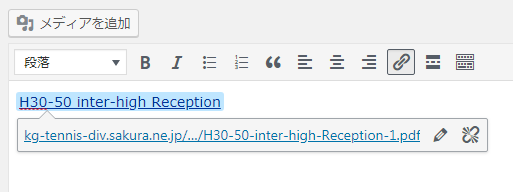 メディアを追加
段落 B I
H30-50 inter-high Reception
kg-tennis-div.sakura.ne.jp/.../H30-50-inter-high-Reception-1.pdf